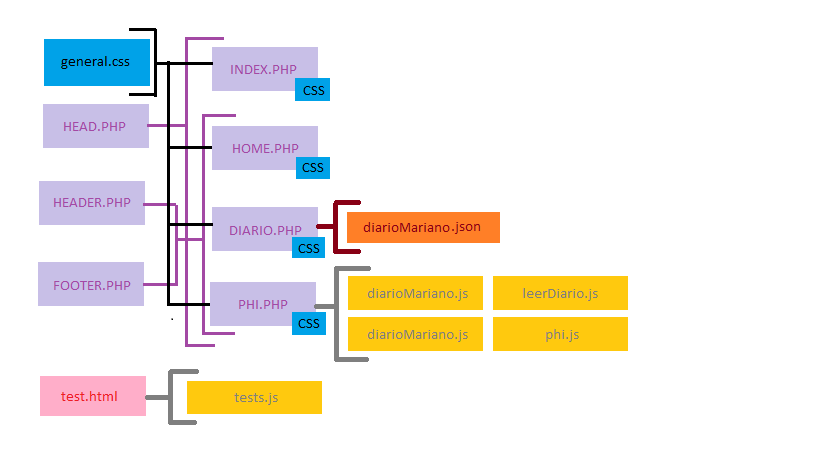 general.css
INDEX.PHP
CSS
HEAD.PHP
HOME.PHP
CSS
HEADER.PHP
DIARIO.PHP
CSS
diarioMariano.json
FOOTER.PHP
PHI.PHP
CSS
diarioMariano.js
leerDiario.js
diarioMariano.js
phi.js
test.html
tests.js